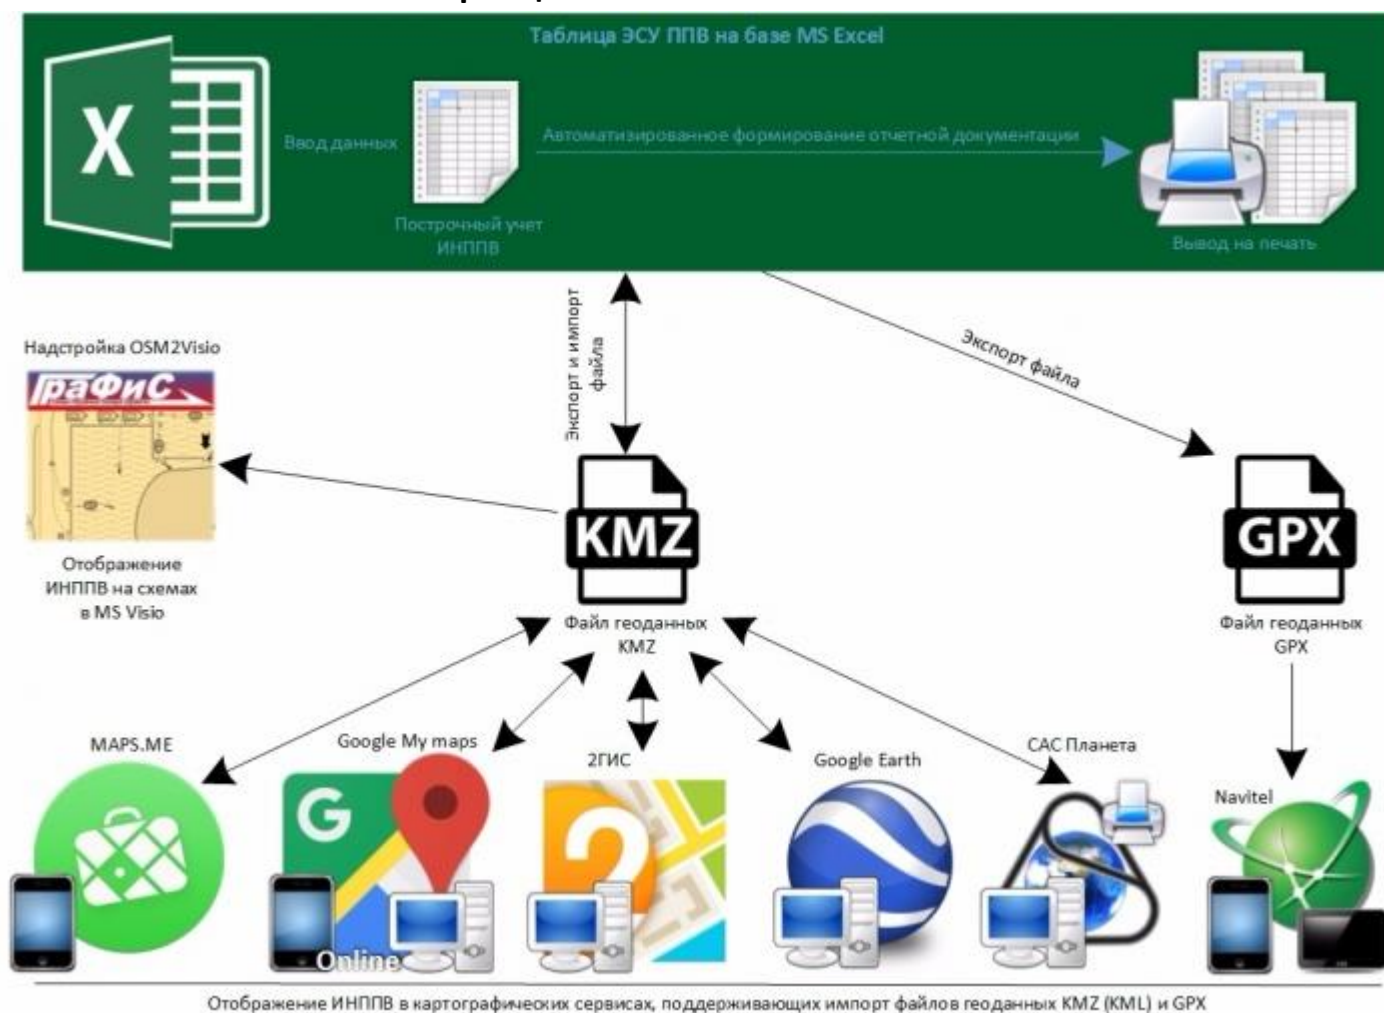 Таблица ЭСУ ППВ на базе MS Excel
X
Ввод данных
Автоматизированное формирование отчетной документации
Построчный учет
ИНППВ
Вывод на печать
Экспорт и импорт
файла
Экспорт файла
Надстройка OSM2Visio
ГраФиС
Отображение
ИНППВ на схемах
в MS Visio
KMZ
Файл геоданных
KMZ
GPX
Файл геоданных
GPX
MAPS.ME
Google My maps
G
Online
2ГИС
2
Google Earth
САС Планета
Navitel
Отображение ИНППВ в картографических сервисах, поддерживающих импорт файлов геоданных KMZ (KML) и GPX